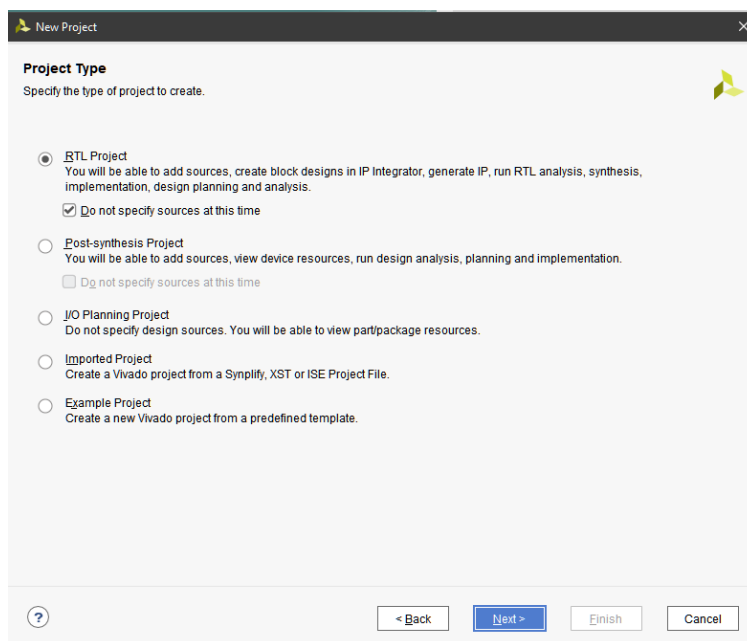 New Project
Project Type
Specify the type of project to create.
RTL Project
You will be able to add sources, create block designs in IP Integrator, generate IP, run RTL analysis, synthesis,
implementation, design planning and analysis.
Do not specify sources at this time
Post-synthesis Project
You will be able to add sources, view device resources, run design analysis, planning and implementation.
Do not specify sources at this time
I/O Planning Project
Do not specify design sources. You will be able to view part/package resources.
Imported Project
Create a Vivado project from a Synplify, XST or ISE Project File.
Example Project
Create a new Vivado project from a predefined template.
? < Back Next > Finish Cancel